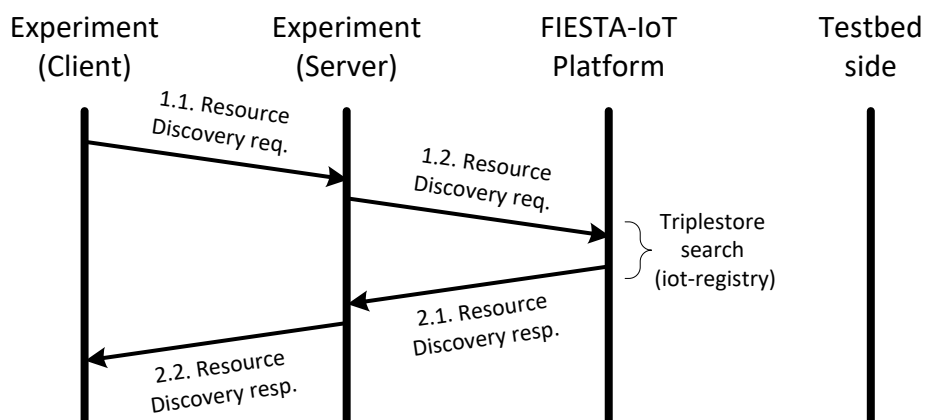 Experiment
(Client)
Experiment
(Server)
FIESTA-IoT
Platform
Testbed
side
1.1. Resource
Discovery req.
1.2. Resource
Discovery req.
Triplestore
search
(iot-registry)
2.1. Resource
Discovery resp.
2.2. Resource
Discovery resp.